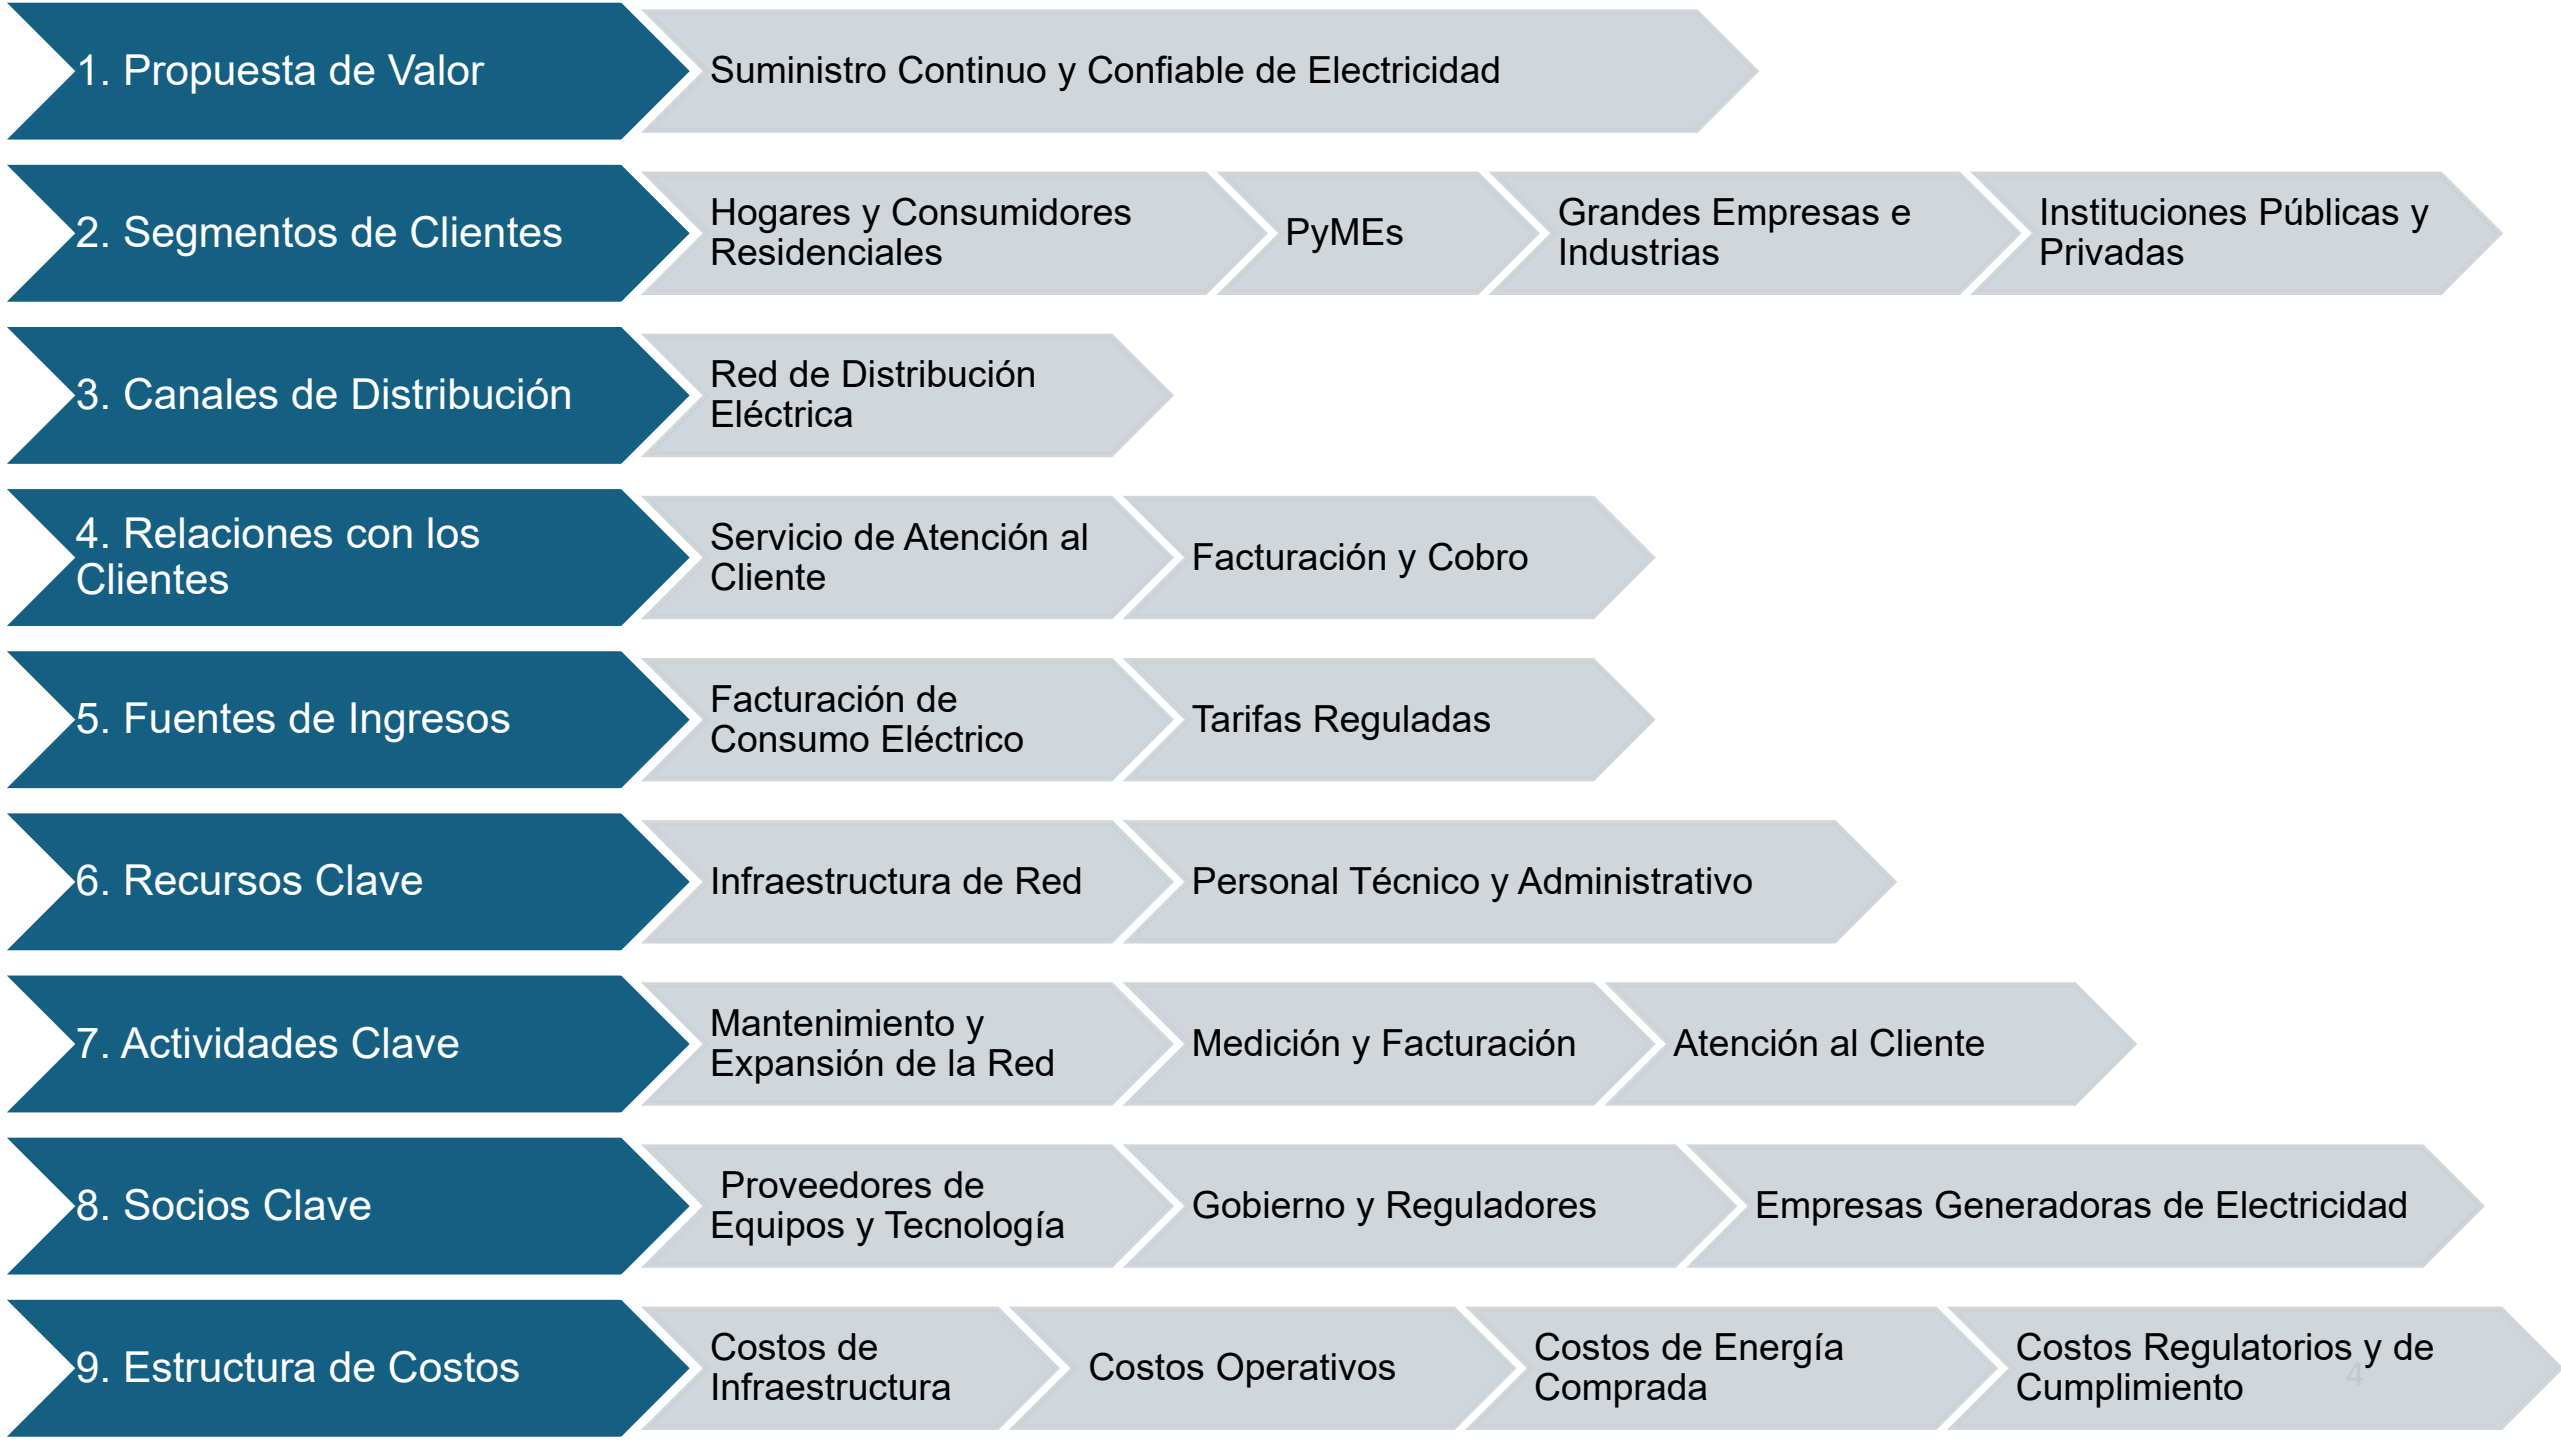 1. Propuesta de Valor
Suministro Continuo y Confiable de Electricidad
2. Segmentos de Clientes
Hogares y Consumidores
Residenciales
PyMEs
Grandes Empresas e
Industrias
Instituciones Públicas y
Privadas
3. Canales de Distribución
Red de Distribución
Eléctrica
4. Relaciones con los
Clientes
Servicio de Atención al
Cliente
Facturación y Cobro
5. Fuentes de Ingresos
Facturación de
Consumo Eléctrico
Tarifas Reguladas
6. Recursos Clave
Infraestructura de Red
Personal Técnico y Administrativo
7. Actividades Clave
Mantenimiento y
Expansión de la Red
Medición y Facturación
Atención al Cliente
8. Socios Clave
Proveedores de
Equipos y Tecnología
Gobierno y Reguladores
Empresas Generadoras de Electricidad
9. Estructura de Costos
Costos de
Infraestructura
Costos Operativos
Costos de Energía
Comprada
Costos Regulatorios y de
Cumplimiento
4